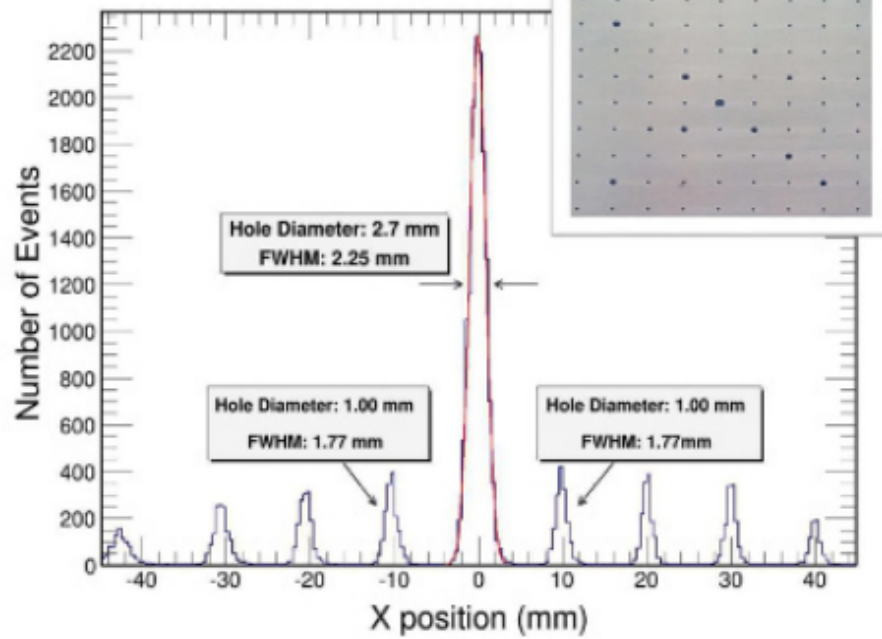 2200
2000
1800
1600
1400
1200
1000
800
600
400
200
0
Number of Events
Hole Diameter: 2.7 mm
FWHM: 2.25 mm
Hole Diameter: 1.00 mm
FWHM: 1.77 mm
Hole Diameter: 1.00 mm
FWHM: 1.77mm
-40 -30 -20 -10 0 10 20 30 40
X position (mm)